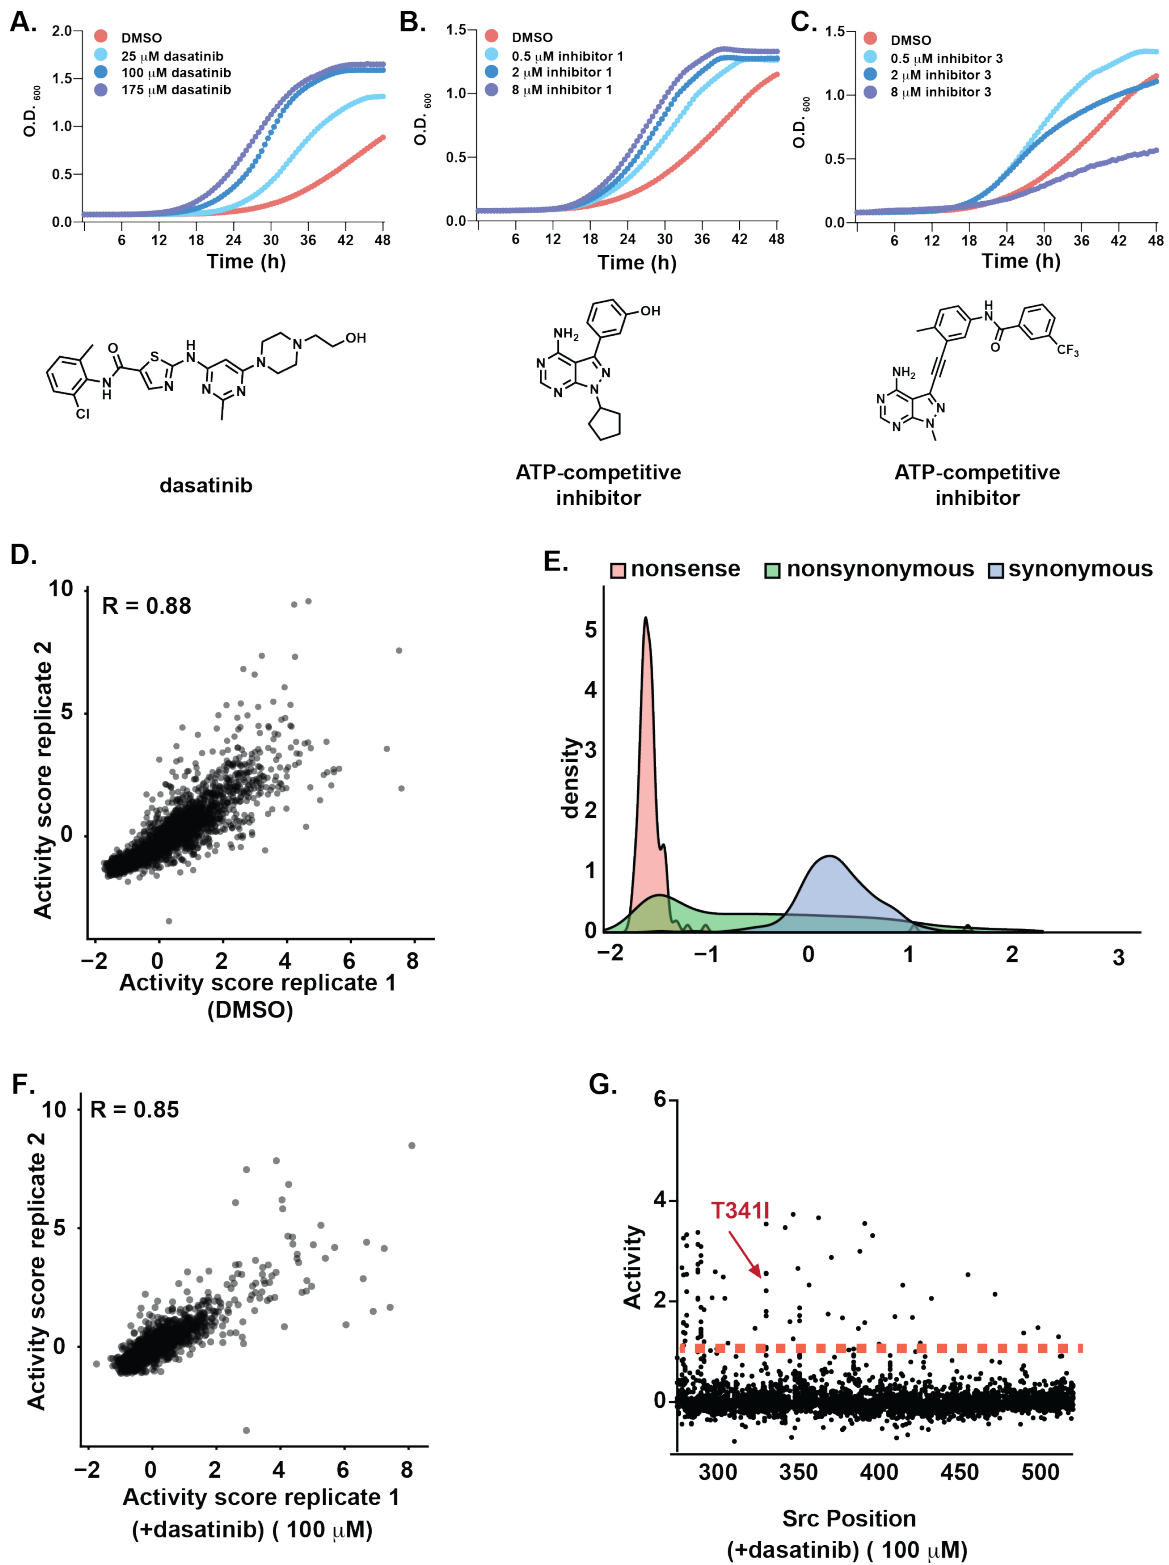 A.
2.0
1.5
1.0
0.5
0.0
O.D. 600
DMSO
25 μM dasatinib
100 μM dasatinib
175 μM dasatinib
6 12 18 24 30 36 42 48
Time (h)
B.
1.5
1.0
0.5
0.0
O.D. 600
DMSO
0.5 μM inhibitor 1
2 μM inhibitor 1
8 μM inhibitor 1
6 12 18 24 30 36 42 48
Time (h)
C.
1.5
1.0
0.5
0.0
O.D. 600
DMSO
0.5 μM inhibitor 3
2 μM inhibitor 3
8 μM inhibitor 3
6 12 18 24 30 36 42 48
Time (h)
O
N
H
Cl
S
N
H
N
N
N
N
N
OH
dasatinib
OH
NH2
N
N
N
N
ATP-competitive
inhibitor
H
N
O
CF3
NH2
N
N
N
N
ATP-competitive
inhibitor
D.
R = 0.88
10
5
0
Activity score replicate 2
−2 0 2 4 6 8
Activity score replicate 1
(DMSO)
E.
nonsense nonsynonymous synonymous
5
4
3
2
1
0
density
−2 −1 0 1 2 3
F.
R = 0.85
10
5
0
Activity score replicate 2
−2 0 2 4 6 8
Activity score replicate 1
(+dasatinib) ( 100 μM)
G.
6
4
2
0
Activity
T341I
300 350 400 450 500
Src Position
(+dasatinib) ( 100 μM)